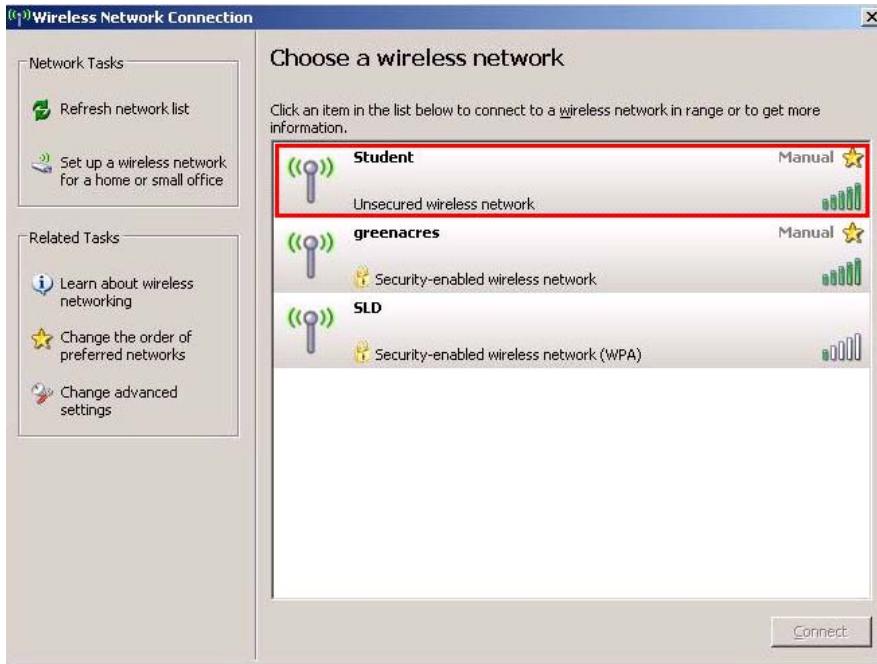 Wireless Network Connection
Network Tasks
Refresh network list
Set up a wireless network
for a home or small office
Related Tasks
Learn about wireless
networking
Change the order of
preferred networks
Change advanced
settings
Choose a wireless network
Click an item in the list below to connect to a wireless network in range or to get more
information.
Student
Manual
Unsecured wireless network
greenacres
Manual
Security-enabled wireless network
SLD
Security-enabled wireless network (WPA)
Connect